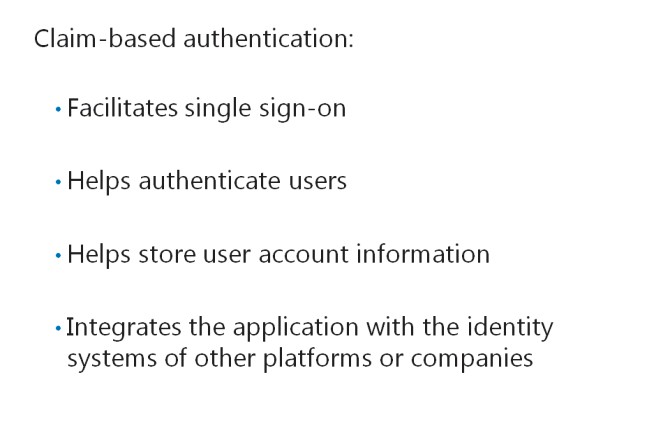 Claim-based authentication:
• Facilitates single sign-on
• Helps authenticate users
• Helps store user account information
• Integrates the application with the identity
systems of other platforms or companies